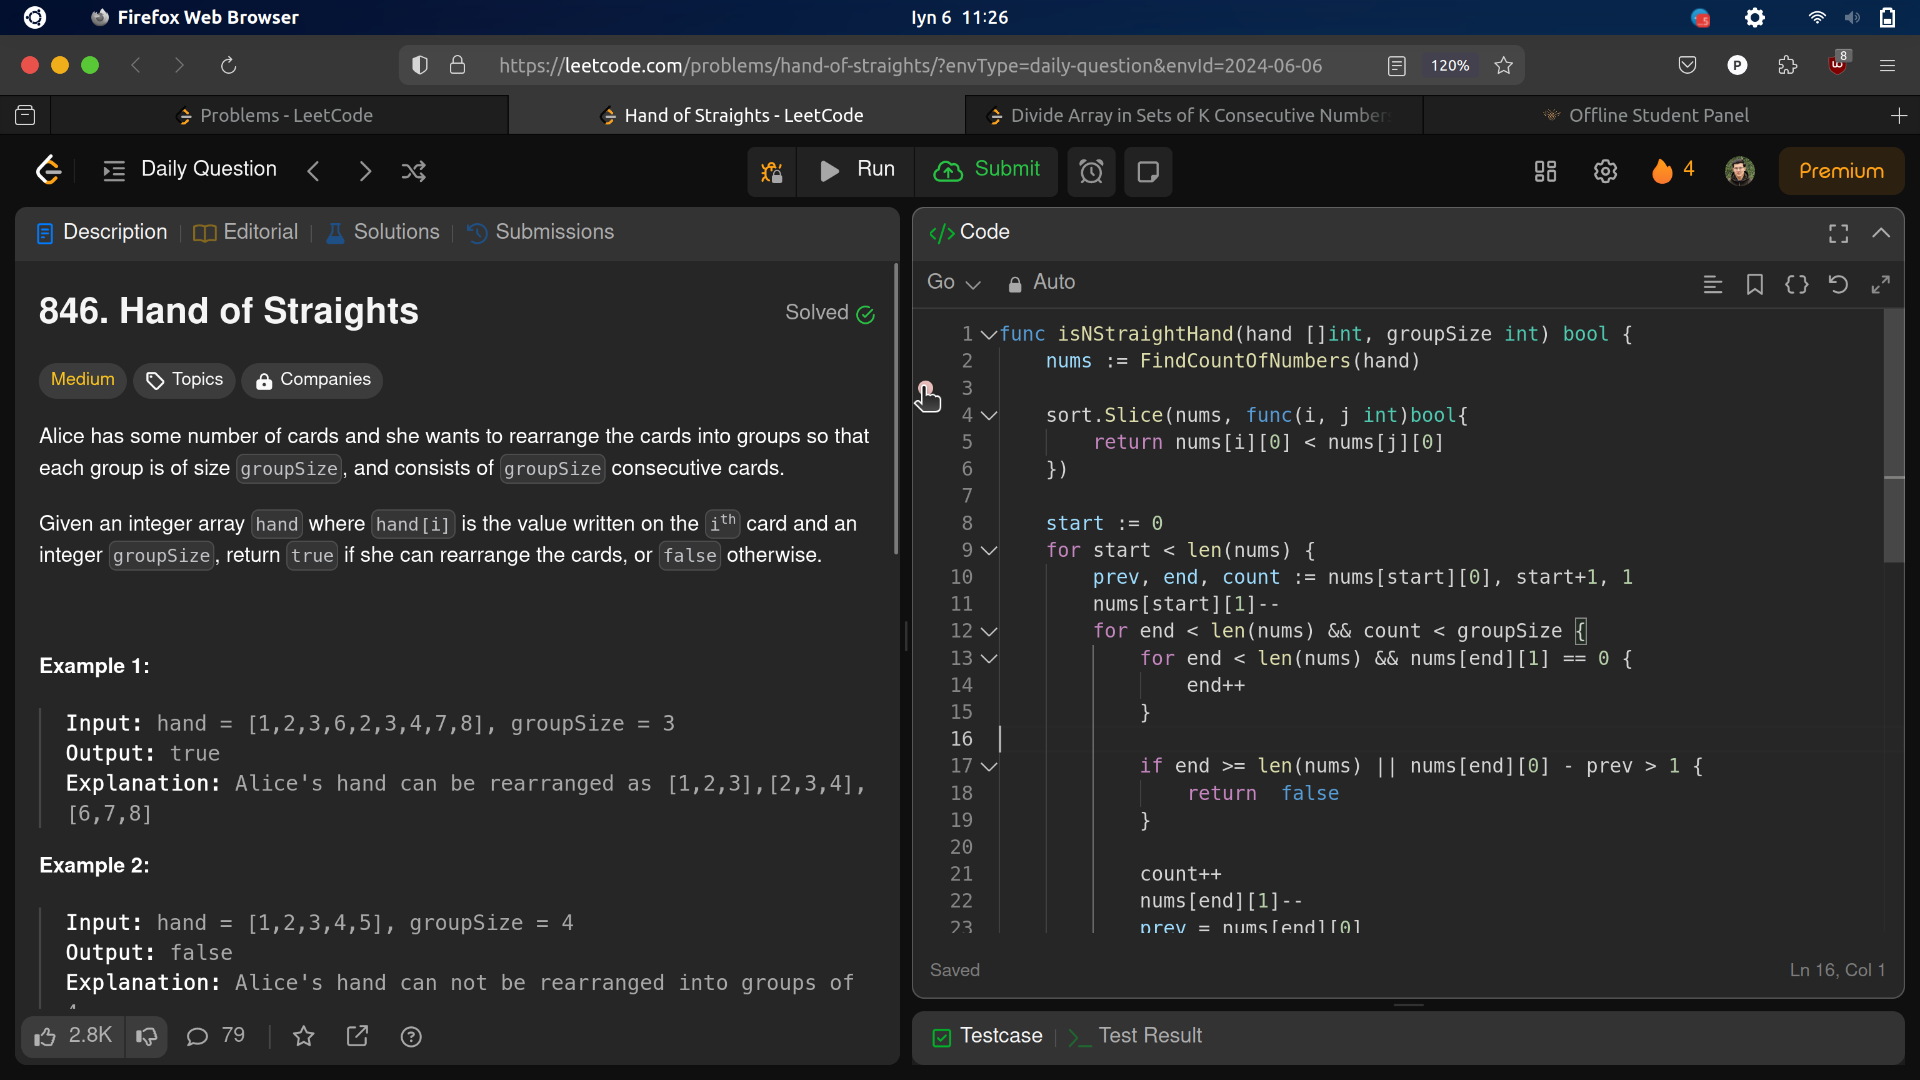 Firefox Web Browser
Iyn 6 11:26
https://leetcode.com/problems/hand-of-straights/?envType=daily-question&envId=2024-06-06
120%
P
8
Problems - LeetCode
Hand of Straights - LeetCode
Divide Array in Sets of K Consecutive Number
Offline Student Panel
Daily Question
Run
Submit
4
Premium
Description
Editorial
Solutions
Submissions
846. Hand of Straights
Solved
Medium
Topics
Companies
Alice has some number of cards and she wants to rearrange the cards into groups so that
each group is of size groupSize, and consists of groupSize consecutive cards.
Given an integer array hand where hand[i] is the value written on the ith card and an
integer groupSize, return true if she can rearrange the cards, or false otherwise.
Example 1:
Input: hand = [1,2,3,6,2,3,4,7,8], groupSize = 3
Output: true
Explanation: Alice's hand can be rearranged as [1,2,3],[2,3,4],
[6,7,8]
Example 2:
Input: hand = [1,2,3,4,5], groupSize = 4
Output: false
Explanation: Alice's hand can not be rearranged into groups of
2.8K
79
</> Code
Go
Auto
1 func isNStraightHand(hand []int, groupSize int) bool {
2 nums := FindCountOfNumbers(hand)
3
4 sort.Slice(nums, func(i, j int)bool{
5 return nums[i][0] < nums[j][0]
6 })
7
8 start := 0
9 for start < len(nums) {
10 prev, end, count := nums[start][0], start+1, 1
11 nums[start][1]--
12 for end < len(nums) && count < groupSize {
13 for end < len(nums) && nums[end][1] == 0 {
14 end++
15 }
16
17 if end >= len(nums) || nums[end][0] - prev > 1 {
18 return  false
19 }
20
21 count++
22 nums[end][1]--
23 prev = nums[end][0]
Saved
Ln 16, Col 1
Testcase
Test Result